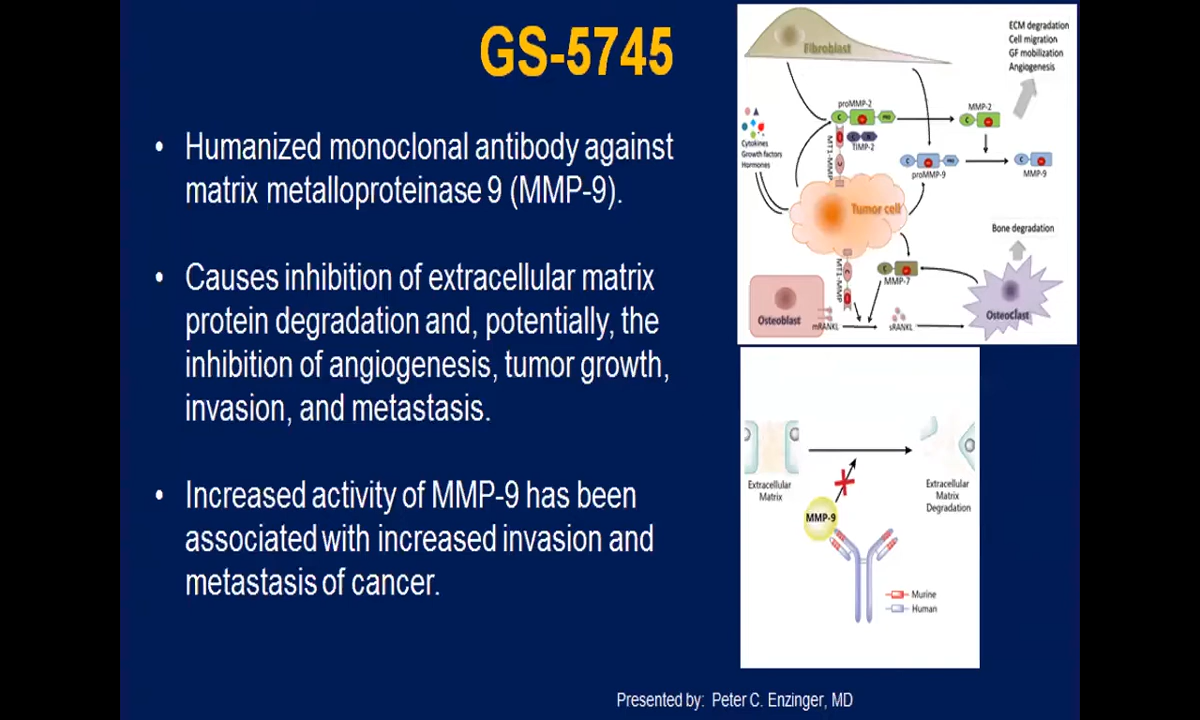 GS-5745
• Humanized monoclonal antibody against
matrix metalloproteinase 9 (MMP-9).
• Causes inhibition of extracellular matrix
protein degradation and, potentially, the
inhibition of angiogenesis, tumor growth,
invasion, and metastasis.
• Increased activity of MMP-9 has been
associated with increased invasion and
metastasis of cancer.
Fibroblast
ECM degradation
Cell migration
GF mobilization
Angiogenesis
proMMP-2
C
PRO
MMP-2
C
TIMP-2
MT1-MMP
Cytokines
Growth factors
Hormones
C
PRO
proMMP-9
C
MMP-9
Tumor cell
Bone degradation
MT1-MMP
C
MMP-7
Osteoblast
mRANKL
sRANKL
Osteoclast
Extracellular
Matrix
Extracellular
Matrix
Degradation
MMP-9
Murine
Human
Presented by: Peter C. Enzinger, MD